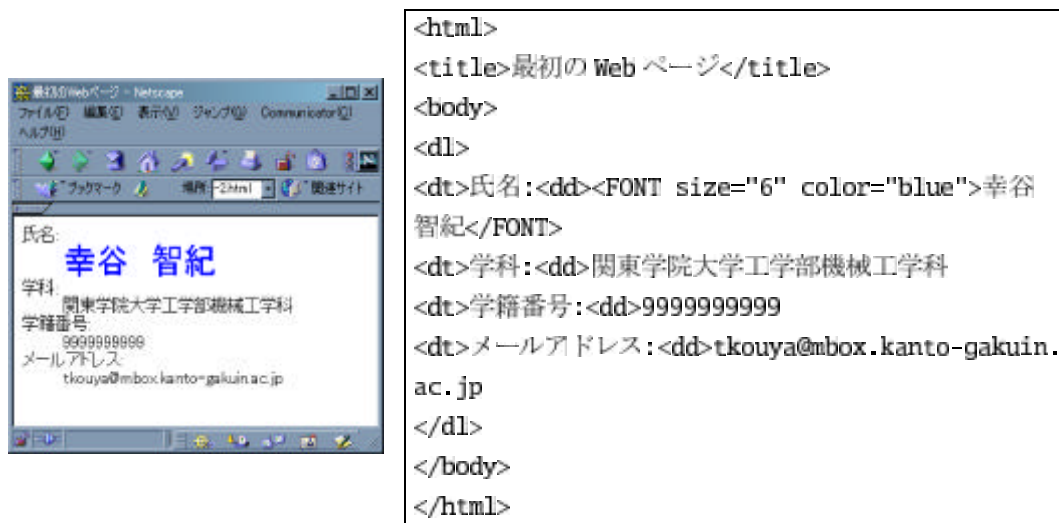 最初のWebページ - Netscape
ファイル(F) 編集(E) 表示(V) ジャンプ(G) Communicator(C)
ヘルプ(H)
ブックマーク 場所 -2.html 関連サイト
氏名:
幸谷 智紀
学科:
関東学院大学工学部機械工学科
学籍番号:
9999999999
メールアドレス:
tkouya@mbox.kanto-gakuin.ac.jp
<html>
<title>最初の Web ページ</title>
<body>
<dl>
<dt>氏名:<dd><FONT size="6" color="blue">幸谷
智紀</FONT>
<dt>学科:<dd>関東学院大学工学部機械工学科
<dt>学籍番号:<dd>9999999999
<dt>メールアドレス:<dd>tkouya@mbox.kanto-gakuin.
ac.jp
</dl>
</body>
</html>